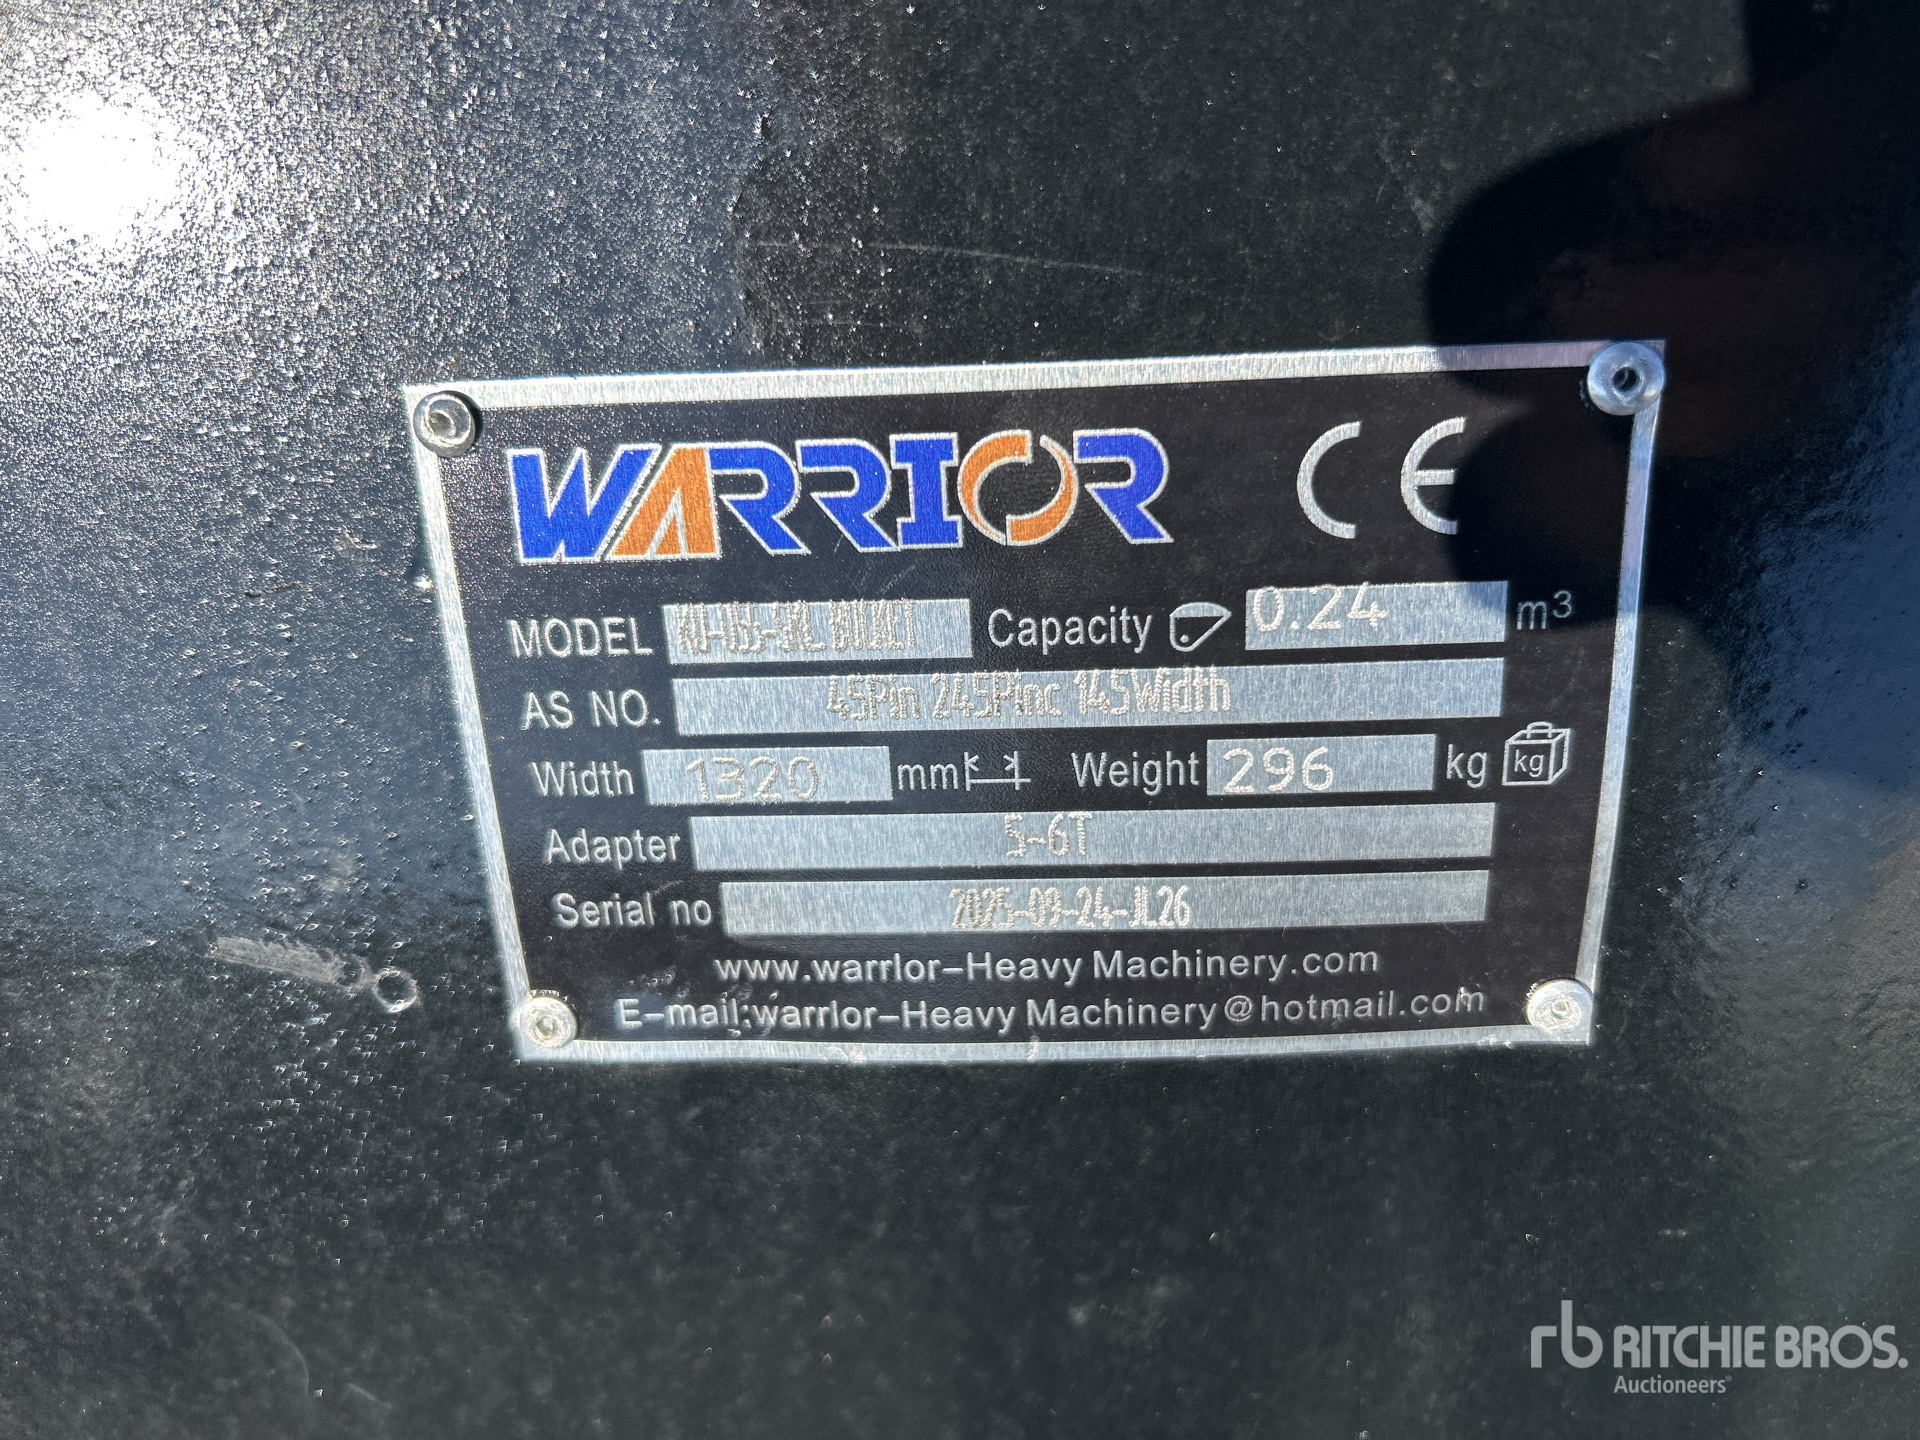 WARRIOR CE
MODEL Capacity 0.24 m³
AS NO. 45Pin 245Pinc 145Width
Width 1320 mm Weight 296 kg kg
Adapter 5-6T
Serial no 2025-09-24-JL26
www.warrlor-Heavy Machinery.com
E-mail:warrlor-Heavy Machinery@hotmail.com
rb RITCHIE BROS.
Auctioneers